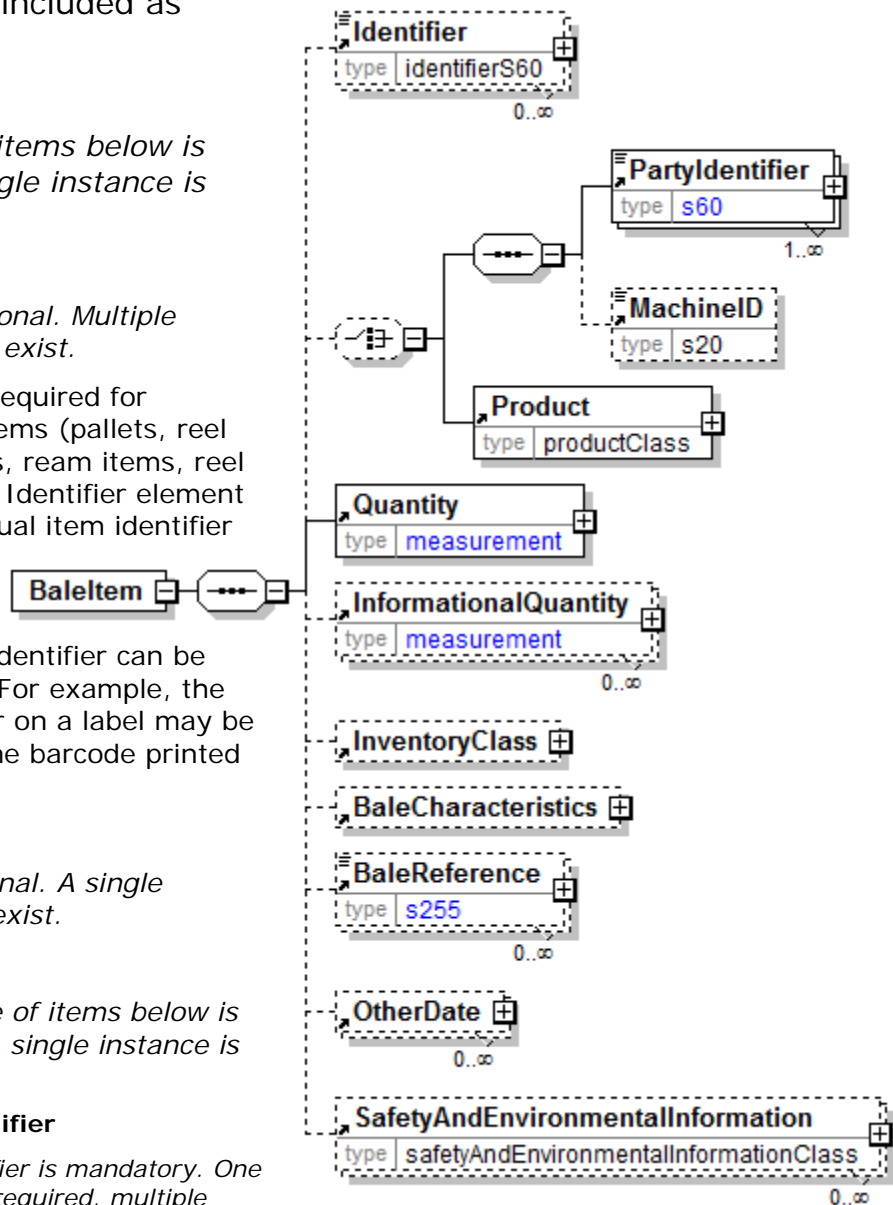 included as
items below is
gle instance is
onal. Multiple
exist.
equired for
ems (pallets, reel
s, ream items, reel
Identifier element
ual item identifier
dentifier can be
For example, the
r on a label may be
he barcode printed
nal. A single
exist.
e of items below is
single instance is
ifier
fier is mandatory. One
required, multiple
Identifier
type identifierS60
0..∞
PartyIdentifier
type s60
1..∞
MachineID
type s20
Product
type productClass
Quantity
type measurement
BaleItem
InformationalQuantity
type measurement
0..∞
InventoryClass
BaleCharacteristics
BaleReference
type s255
0..∞
OtherDate
0..∞
SafetyAndEnvironmentalInformation
type safetyAndEnvironmentalInformationClass
0..∞